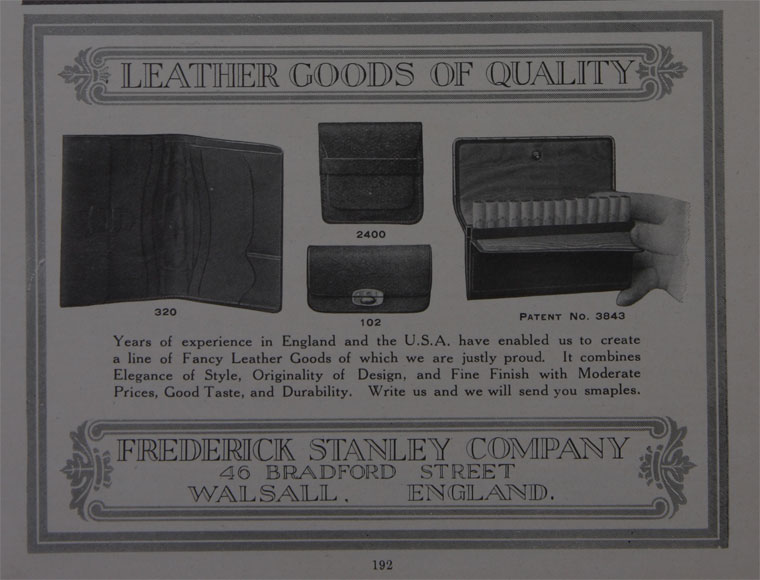 LEATHER GOODS OF QUALITY
2400
320
102
PATENT NO. 3843
Years of experience in England and the U.S.A. have enabled us to create
a line of Fancy Leather Goods of which we are justly proud. It combines
Elegance of Style, Originality of Design, and Fine Finish with Moderate
Prices, Good Taste, and Durability. Write us and we will send you smaples.
FREDERICK STANLEY COMPANY
46 BRADFORD STREET
WALSALL, ENGLAND.
192